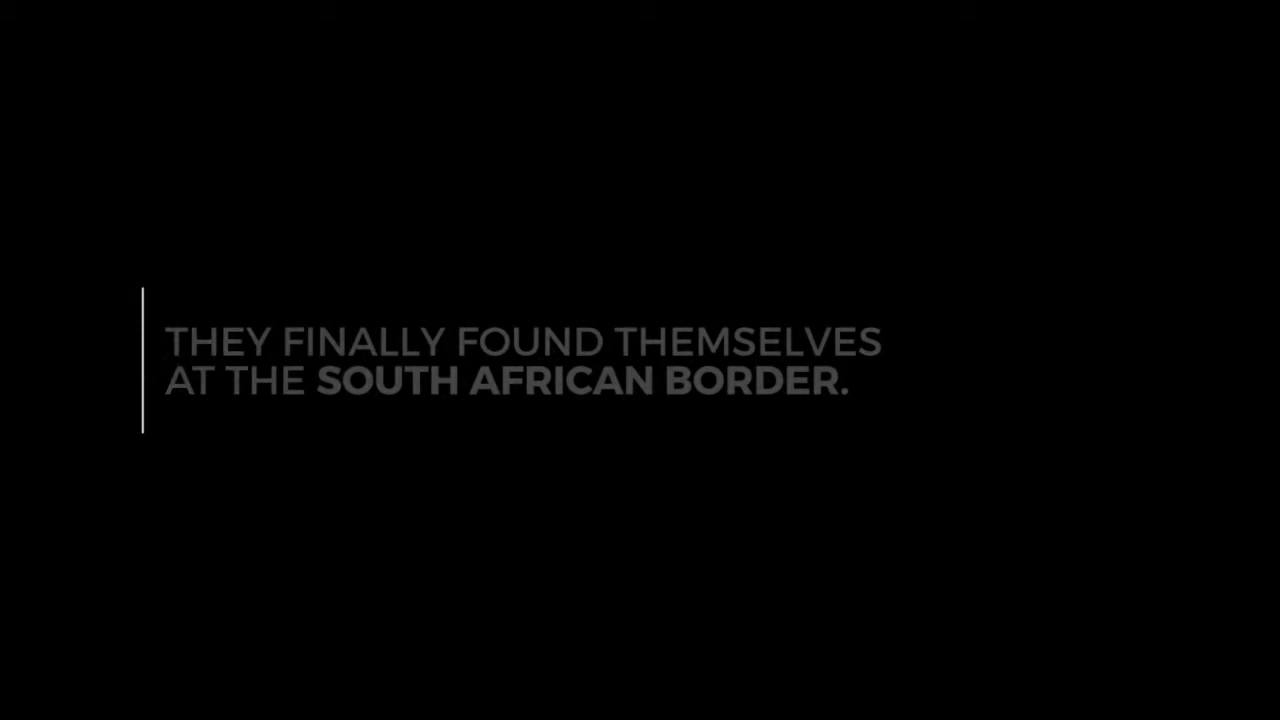 THEY FINALLY FOUND THEMSELVES
AT THE SOUTH AFRICAN BORDER.